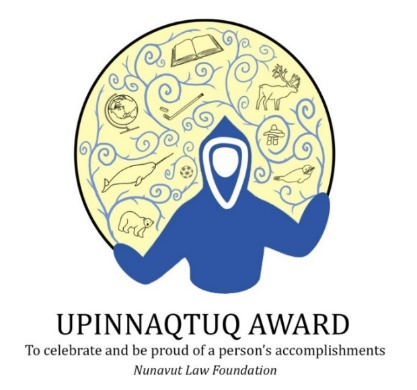 UPINNAQTUQ AWARD
To celebrate and be proud of a person's accomplishments
Nunavut Law Foundation